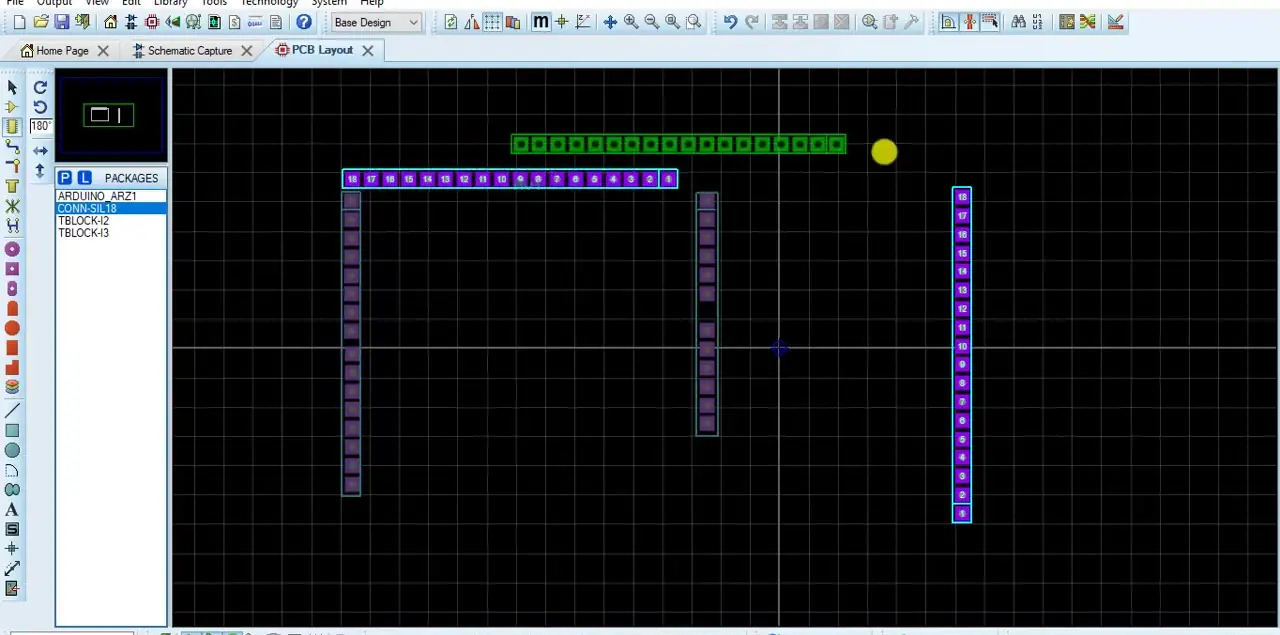 File Output View Edit Library Tools Technology System Help
Base Design
m
Home Page Schematic Capture PCB Layout
180°
P L PACKAGES
ARDUINO_ARZ1
CONN-SIL18
TBLOCK-I2
TBLOCK-I3
18 17 16 15 14 13 12 11 10 9 8 7 6 5 4 3 2 1
18
17
16
15
14
13
12
11
10
9
8
7
6
5
4
3
2
1
A
S